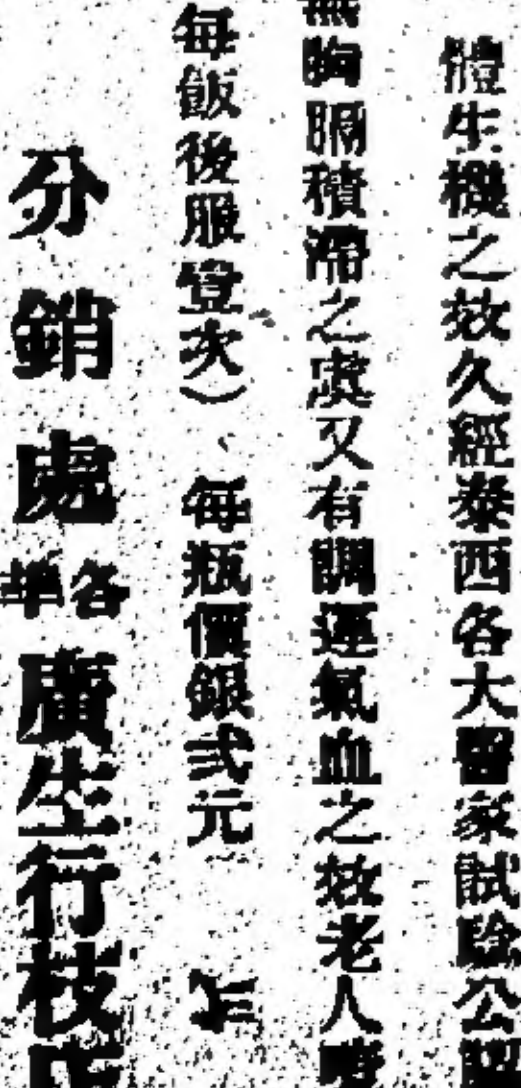 體生機之效久經泰西各大醫家試驗公認
無胸膈積滯之虞又有調運氣血之效老人
每飯後服壹次)、每瓶價銀弍元
分銷處各埠廣生行枝店